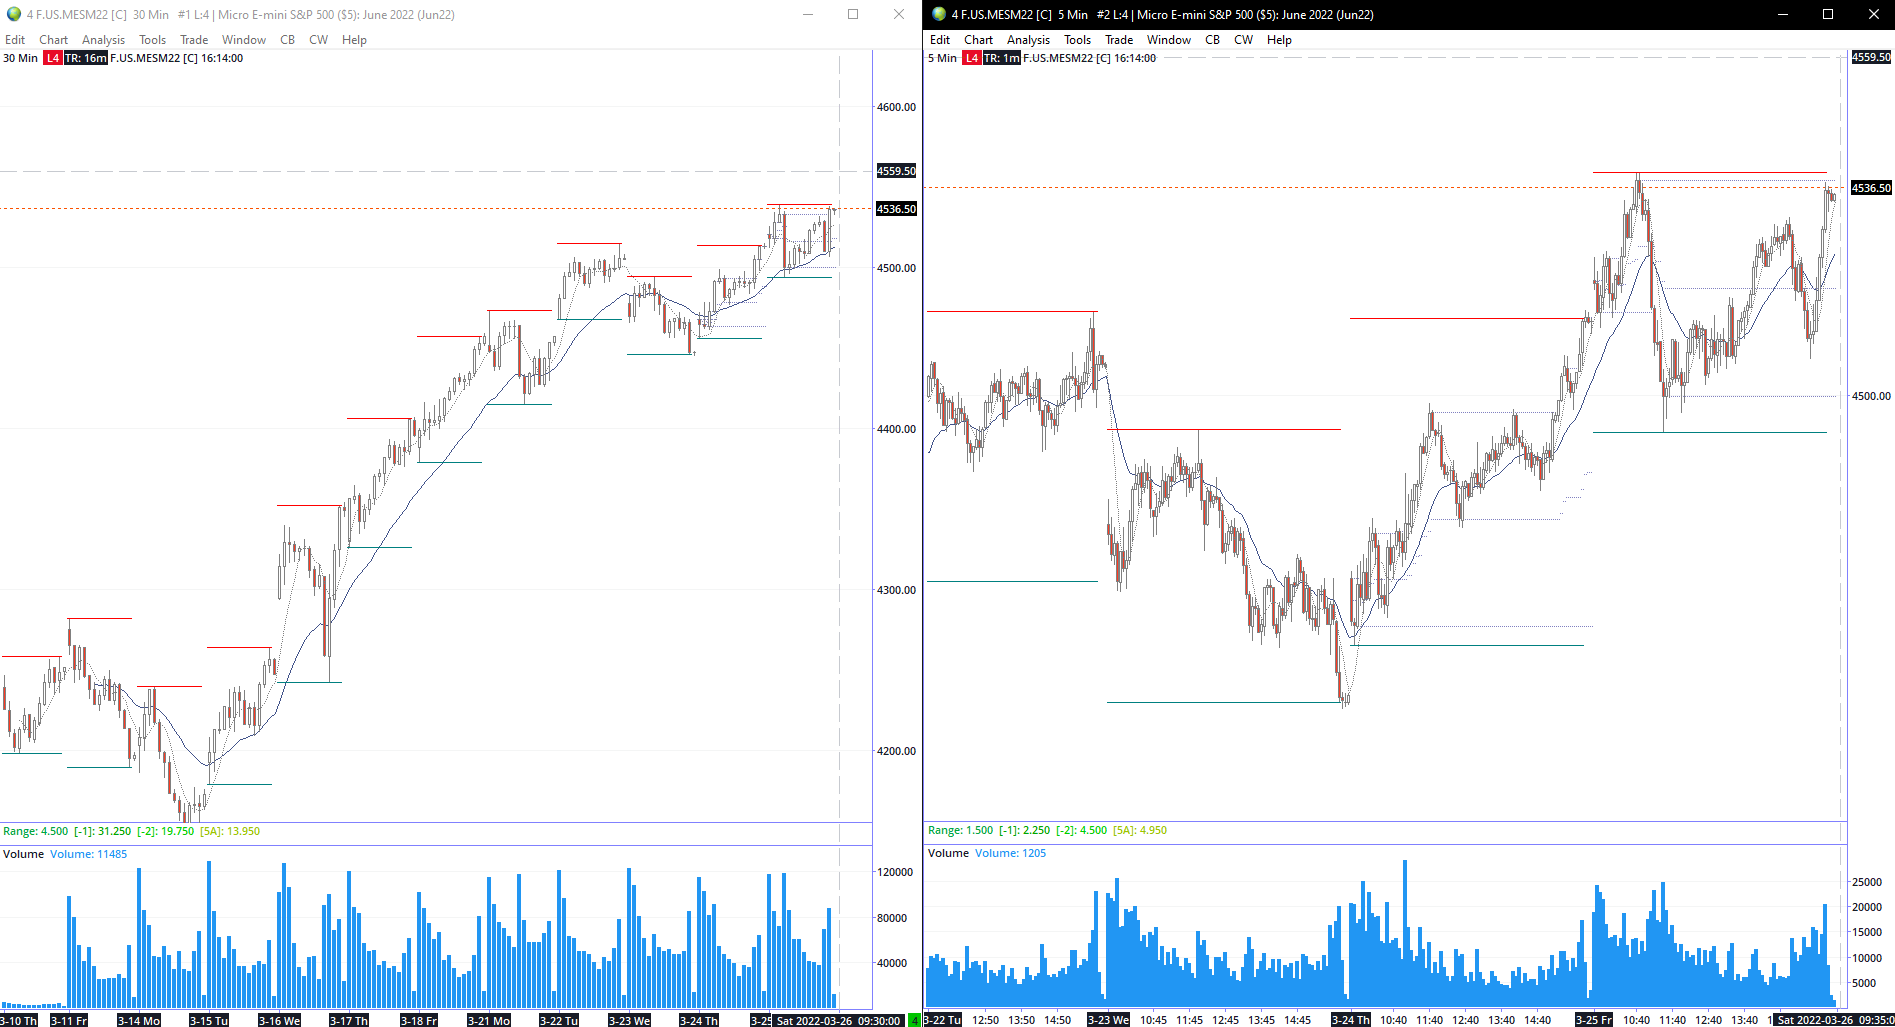 4 F.US.MESM22 [C] 30 Min #1 L:4 | Micro E-mini S&P 500 ($5): June 2022 (Jun22)
Edit Chart Analysis Tools Trade Window CB CW Help
30 Min L4 TR: 16m F.US.MESM22 [C] 16:14:00
4600.00
4559.50
4536.50
4500.00
4400.00
4300.00
4200.00
Range: 4.500 [-1]: 31.250 [-2]: 19.750 [5A]: 13.950
Volume Volume: 11485
120000
80000
40000
3-10 Th 3-11 Fr 3-14 Mo 3-15 Tu 3-16 We 3-17 Th 3-18 Fr 3-21 Mo 3-22 Tu 3-23 We 3-24 Th 3-25 Sat 2022-03-26 09:30:00 4
4 F.US.MESM22 [C] 5 Min #2 L:4 | Micro E-mini S&P 500 ($5): June 2022 (Jun22)
Edit Chart Analysis Tools Trade Window CB CW Help
5 Min L4 TR: 1m F.US.MESM22 [C] 16:14:00
4559.50
4536.50
4500.00
Range: 1.500 [-1]: 2.250 [-2]: 4.500 [5A]: 4.950
Volume Volume: 1205
25000
20000
15000
10000
5000
3-22 Tu 12:50 13:50 14:50 3-23 We 10:45 11:45 12:45 13:45 14:45 3-24 Th 10:40 11:40 12:40 13:40 14:40 3-25 Fr 10:40 11:40 12:40 13:40 1 Sat 2022-03-26 09:35:0